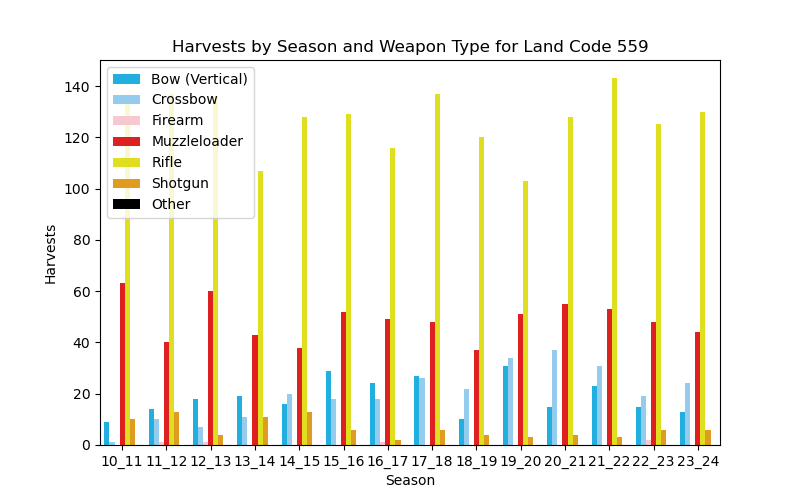 Harvests by Season and Weapon Type for Land Code 559
Bow (Vertical)
Crossbow
Firearm
Muzzleloader
Rifle
Shotgun
Other
140
120
100
80
60
40
20
0
Harvests
10_11 11_12 12_13 13_14 14_15 15_16 16_17 17_18 18_19 19_20 20_21 21_22 22_23 23_24
Season